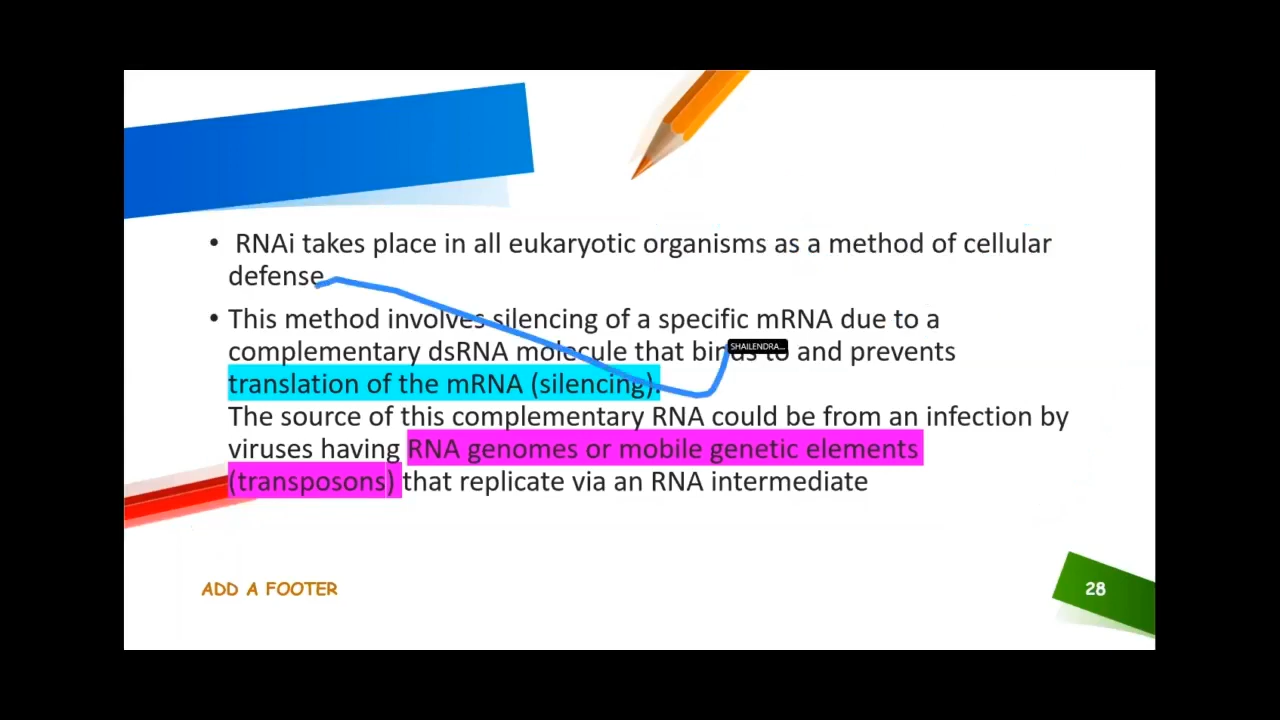 • RNAi takes place in all eukaryotic organisms as a method of cellular
defense
• This method involves silencing of a specific mRNA due to a
complementary dsRNA molecule that binds to and prevents
SHAILENDRA...
translation of the mRNA (silencing).
The source of this complementary RNA could be from an infection by
viruses having RNA genomes or mobile genetic elements
(transposons) that replicate via an RNA intermediate
ADD A FOOTER
28